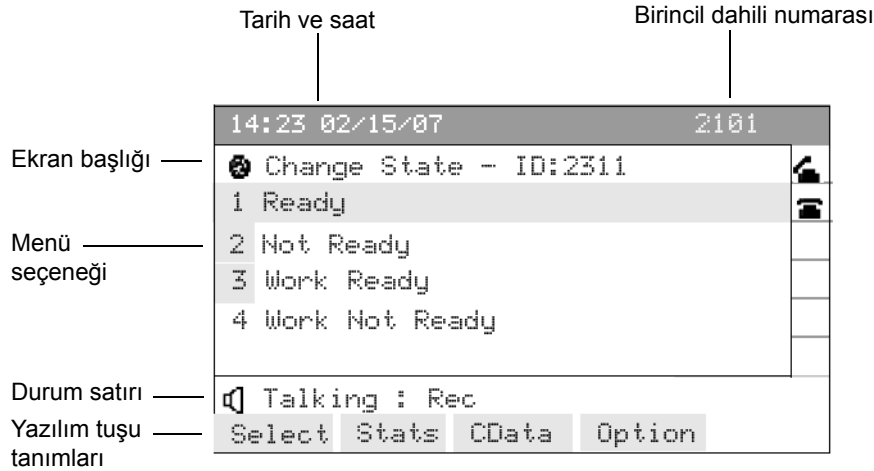 Tarih ve saat
Birincil dahili numarası
14:23 02/15/07 2101
Ekran başlığı
Change State - ID:2311
1 Ready
Menü
seçeneği
2 Not Ready
3 Work Ready
4 Work Not Ready
Durum satırı
Talking : Rec
Yazılım tuşu
tanımları
Select Stats CData Option